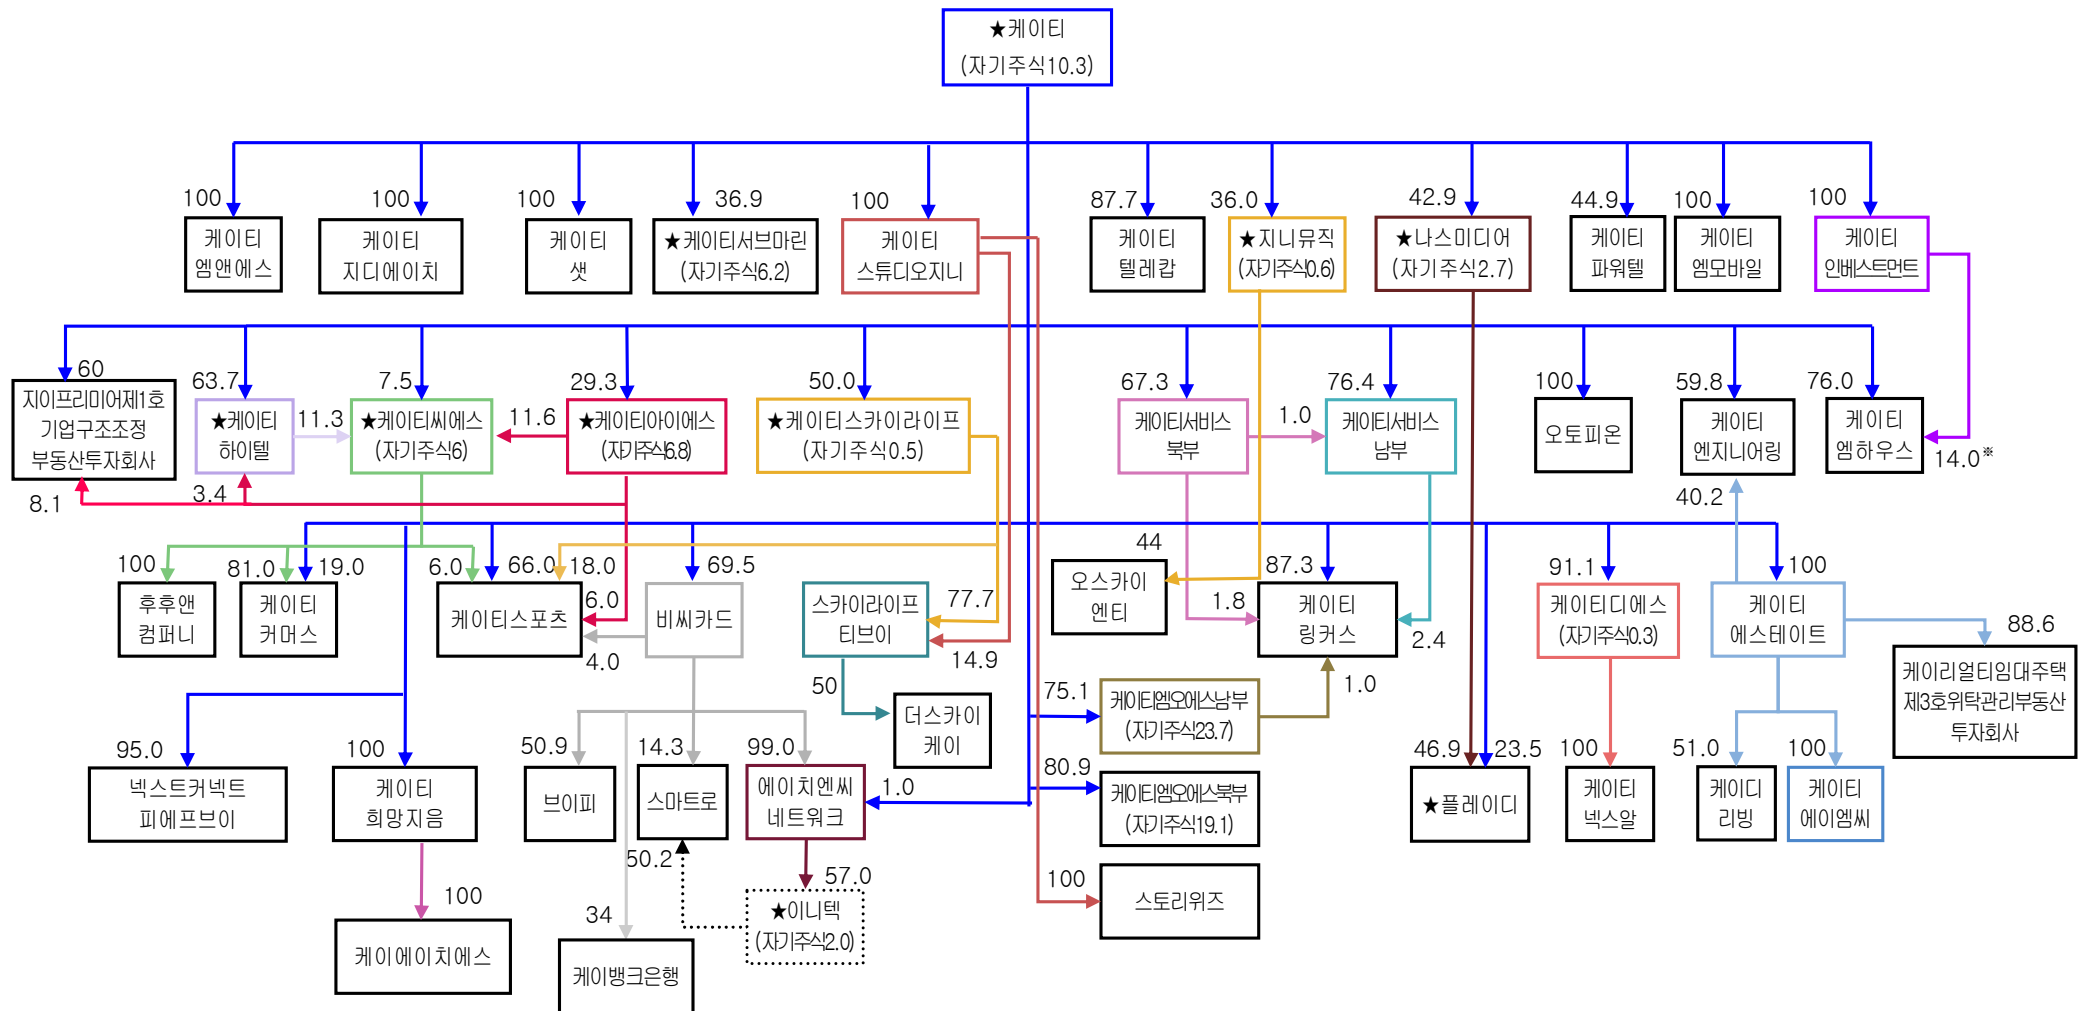 ★케이티
(자기주식10.3)
100
100
100
36.9
100
87.7
36.0
42.9
44.9
100
100
케이티
엠앤에스
케이티
지디에이치
케이티
샛
★케이티서브마린
(자기주식6.2)
케이티
스튜디오지니
케이티
텔레캅
★지니뮤직
(자기주식0.6)
★나스미디어
(자기주식2.7)
케이티
파워텔
케이티
엠모바일
케이티
인베스트먼트
60
63.7
7.5
29.3
50.0
67.3
76.4
100
59.8
76.0
지이프리미어제1호
기업구조조정
부동산투자회사
★케이티
하이텔
11.3
★케이티씨에스
(자기주식6)
11.6
★케이티아이에스
(자기주식6.8)
★케이티스카이라이프
(자기주식0.5)
케이티서비스
북부
1.0
케이티서비스
남부
오토피온
케이티
엔지니어링
케이티
엠하우스
14.0※
8.1
3.4
40.2
100
81.0
19.0
6.0
66.0
18.0
69.5
44
87.3
91.1
100
후후앤
컴퍼니
케이티
커머스
케이티스포츠
6.0
4.0
비씨카드
스카이라이프
티브이
77.7
14.9
오스카이
엔티
1.8
케이티
링커스
2.4
케이티디에스
(자기주식0.3)
케이티
에스테이트
88.6
케이리얼티임대주택
제3호위탁관리부동산
투자회사
50
더스카이
케이
75.1
케이티엠오에스남부
(자기주식23.7)
1.0
95.0
100
50.9
14.3
99.0
80.9
46.9
23.5
100
51.0
100
넥스트커넥트
피에프브이
케이티
희망지음
브이피
스마트로
에이치엔씨
네트워크
1.0
케이티엠오에스북부
(자기주식19.1)
★플레이디
케이티
넥스알
케이디
리빙
케이티
에이엠씨
50.2
57.0
100
100
스토리위즈
34
★이니텍
(자기주식2.0)
케이에이치에스
케이뱅크은행